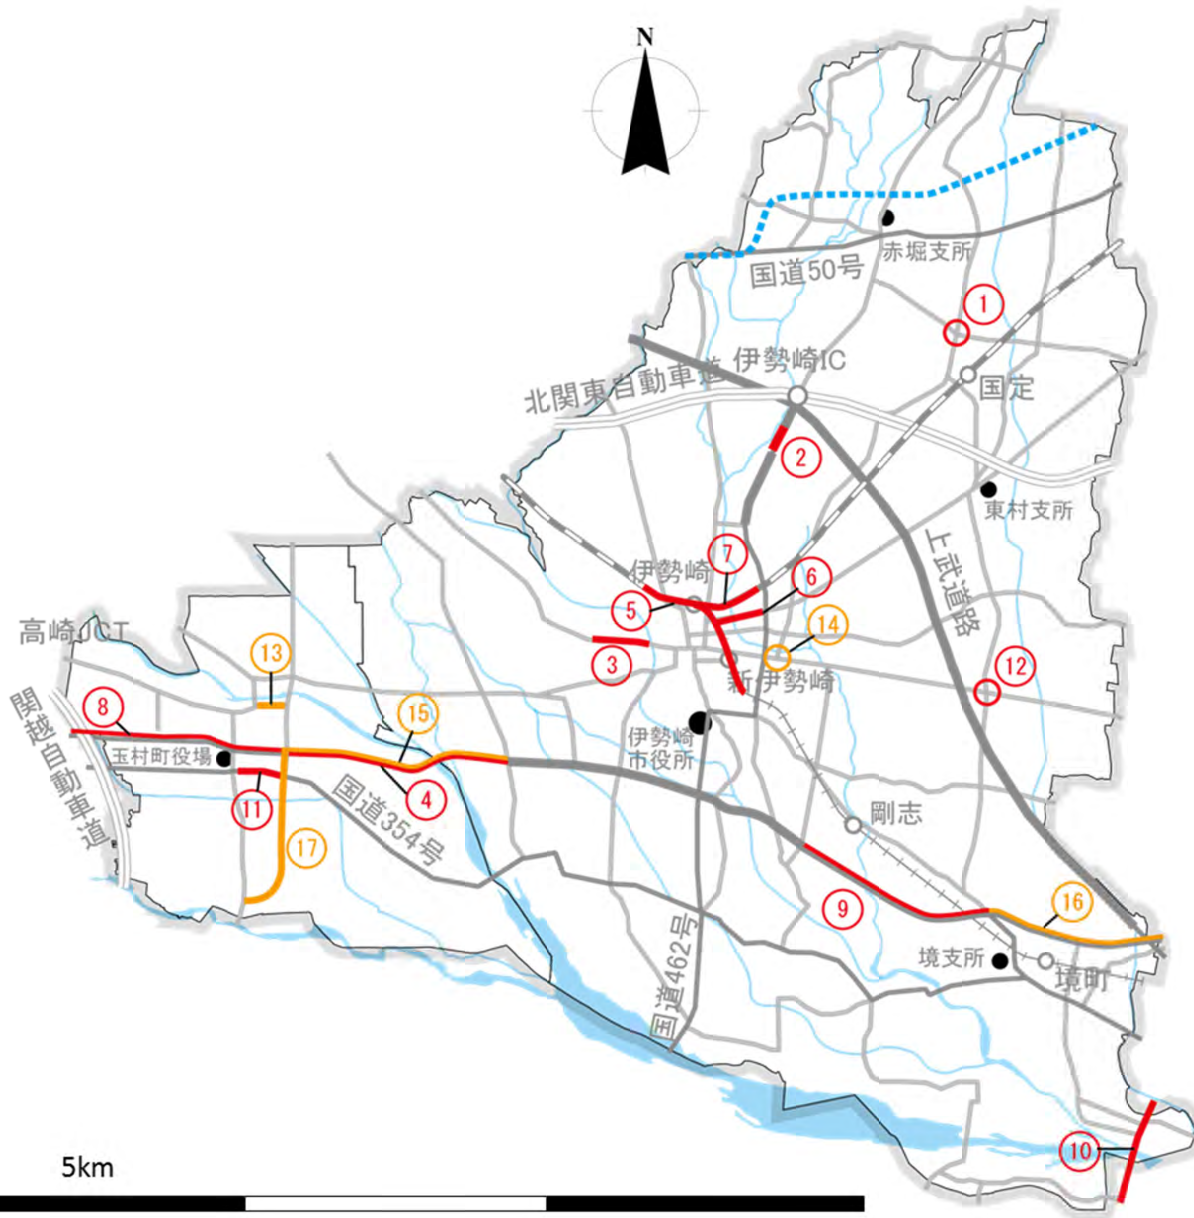 N
赤堀支所
国道50号
①
伊勢崎IC
北関東自動車道
国定
②
東村支所
上武道路
⑦
伊勢崎
⑥
⑤
⑭
③
新伊勢崎
⑫
高崎JCT
⑬
関越自動車道
⑧
⑮
玉村町役場
伊勢崎
市役所
⑪
国道354号
④
剛志
⑰
⑨
⑯
国道462号
境支所
境町
⑩
5km